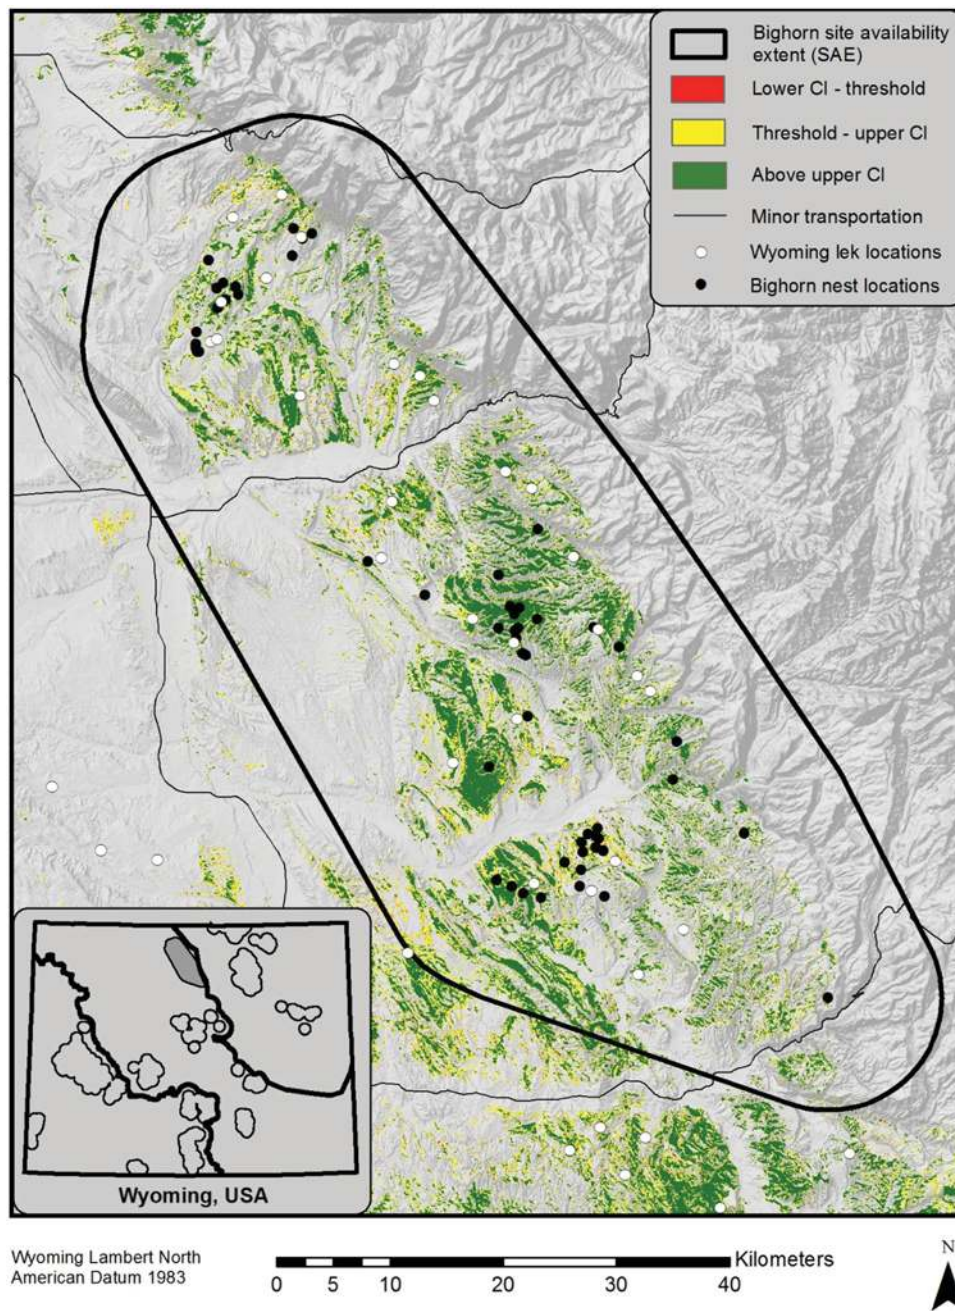 Bighorn site availability
extent (SAE)
Lower CI - threshold
Threshold - upper CI
Above upper CI
Minor transportation
Wyoming lek locations
Bighorn nest locations
Wyoming, USA
Wyoming Lambert North
American Datum 1983
Kilometers
0 5 10 20 30 40
N